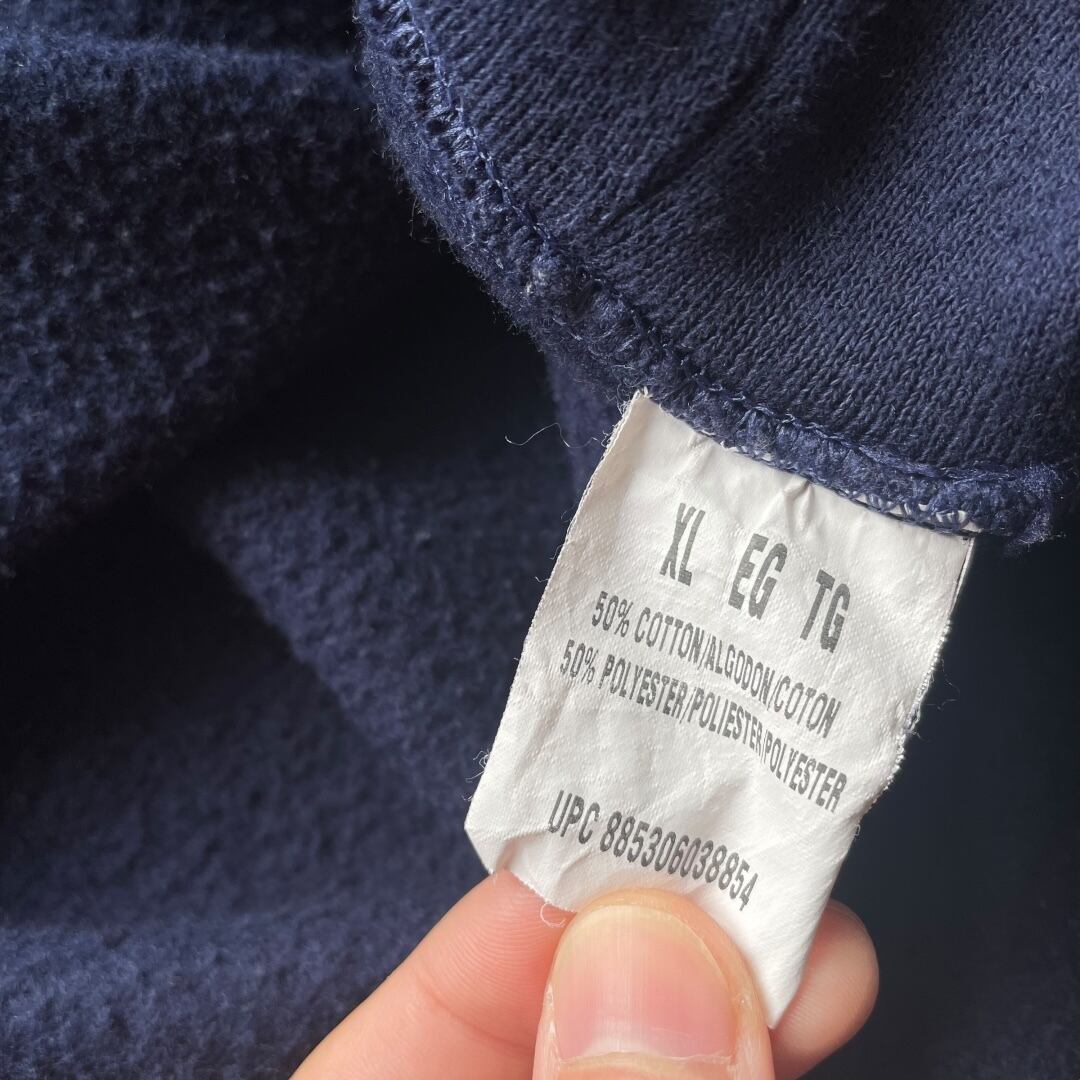 XL EG TG
50% COTTON/ALGODON/COTON
50% POLYESTER/POLIESTER/POLYESTER
UPC 885306038854